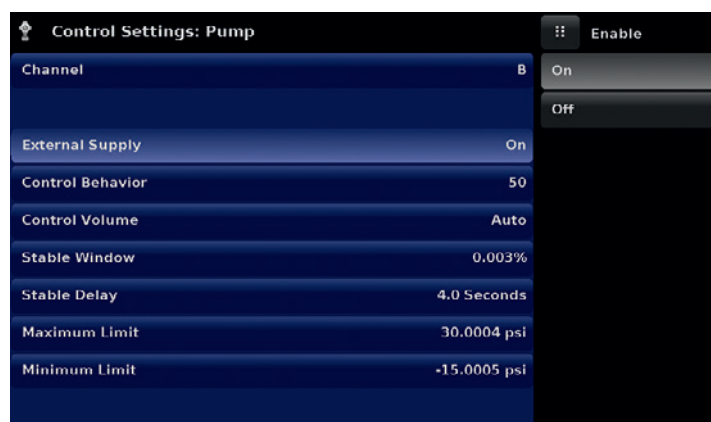 Control Settings: Pump
Enable
Channel B
On
Off
External Supply On
Control Behavior 50
Control Volume Auto
Stable Window 0.003%
Stable Delay 4.0 Seconds
Maximum Limit 30.0004 psi
Minimum Limit -15.0005 psi